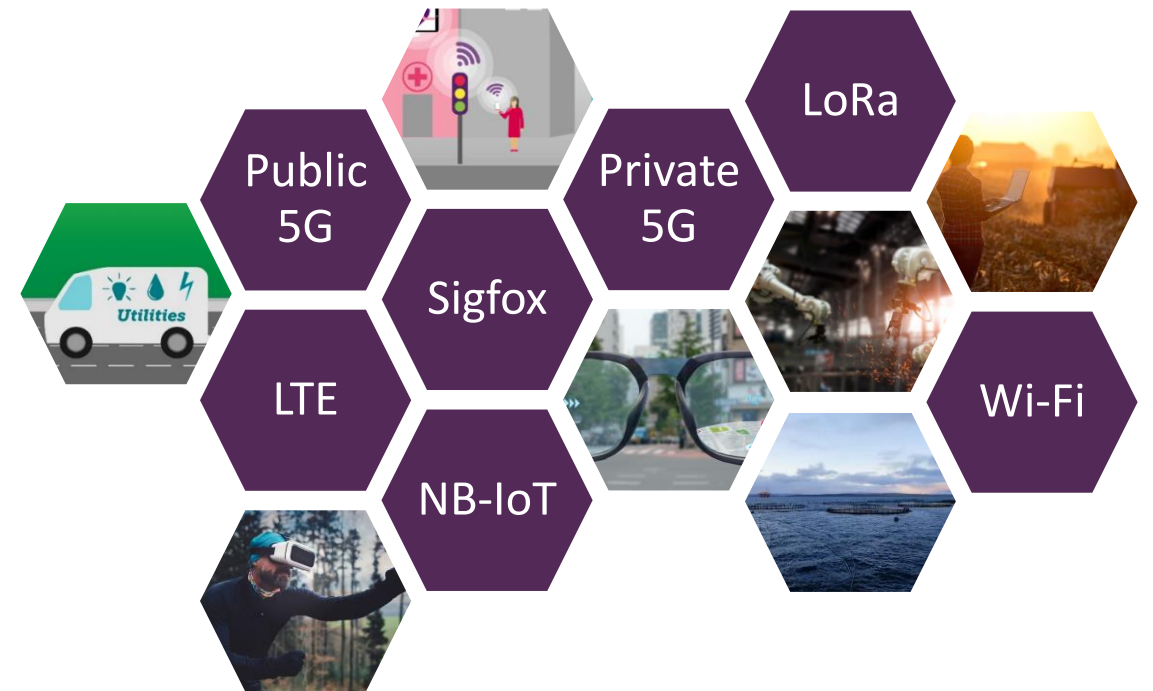 LoRa
Public
5G
Private
5G
Sigfox
Utilities
LTE
Wi-Fi
NB-IoT